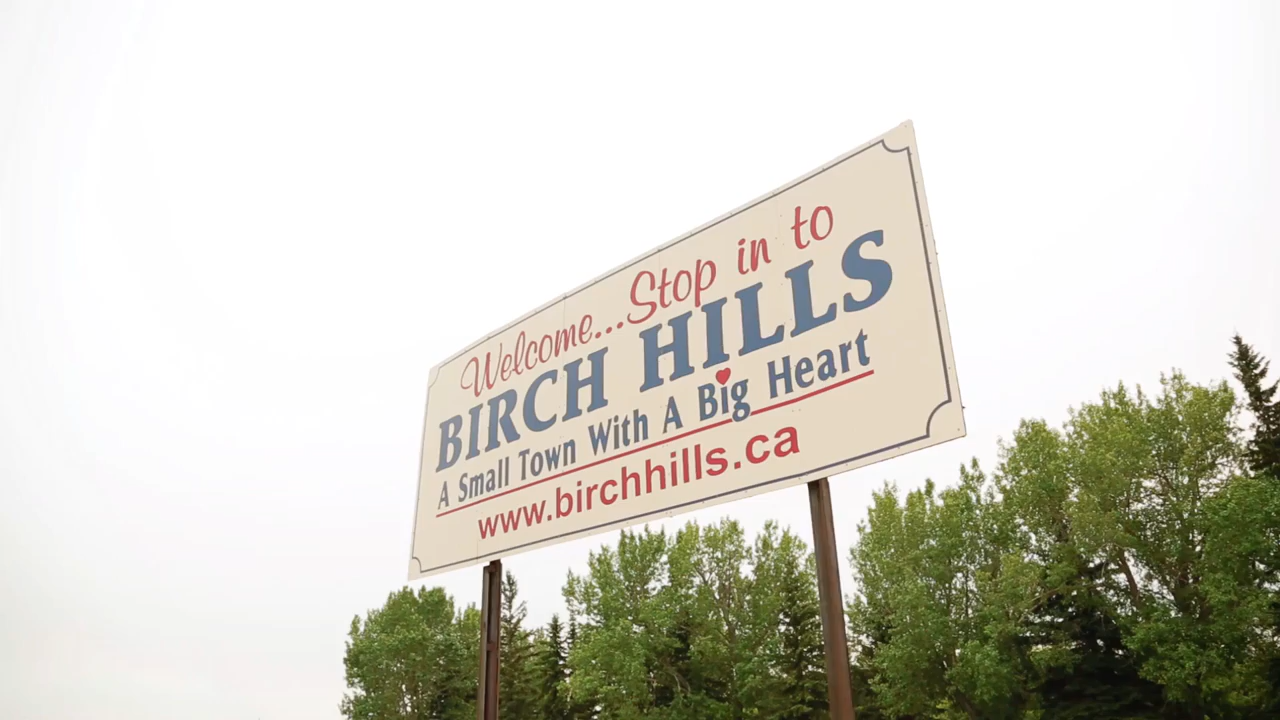 Welcome...Stop in to
BIRCH HILLS
A Small Town With A Big Heart
www.birchhills.ca